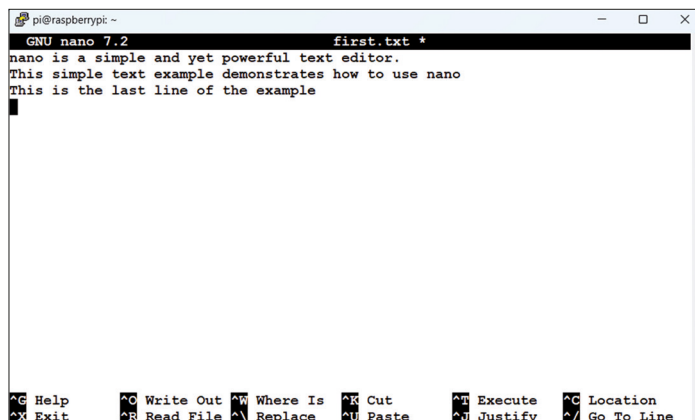 pi@raspberrypi: ~
GNU nano 7.2 first.txt *
nano is a simple and yet powerful text editor.
This simple text example demonstrates how to use nano
This is the last line of the example
^G Help ^O Write Out ^W Where Is ^K Cut ^T Execute ^C Location
^X Exit ^R Read File ^\ Replace ^U Paste ^J Justify ^/ Go To Line